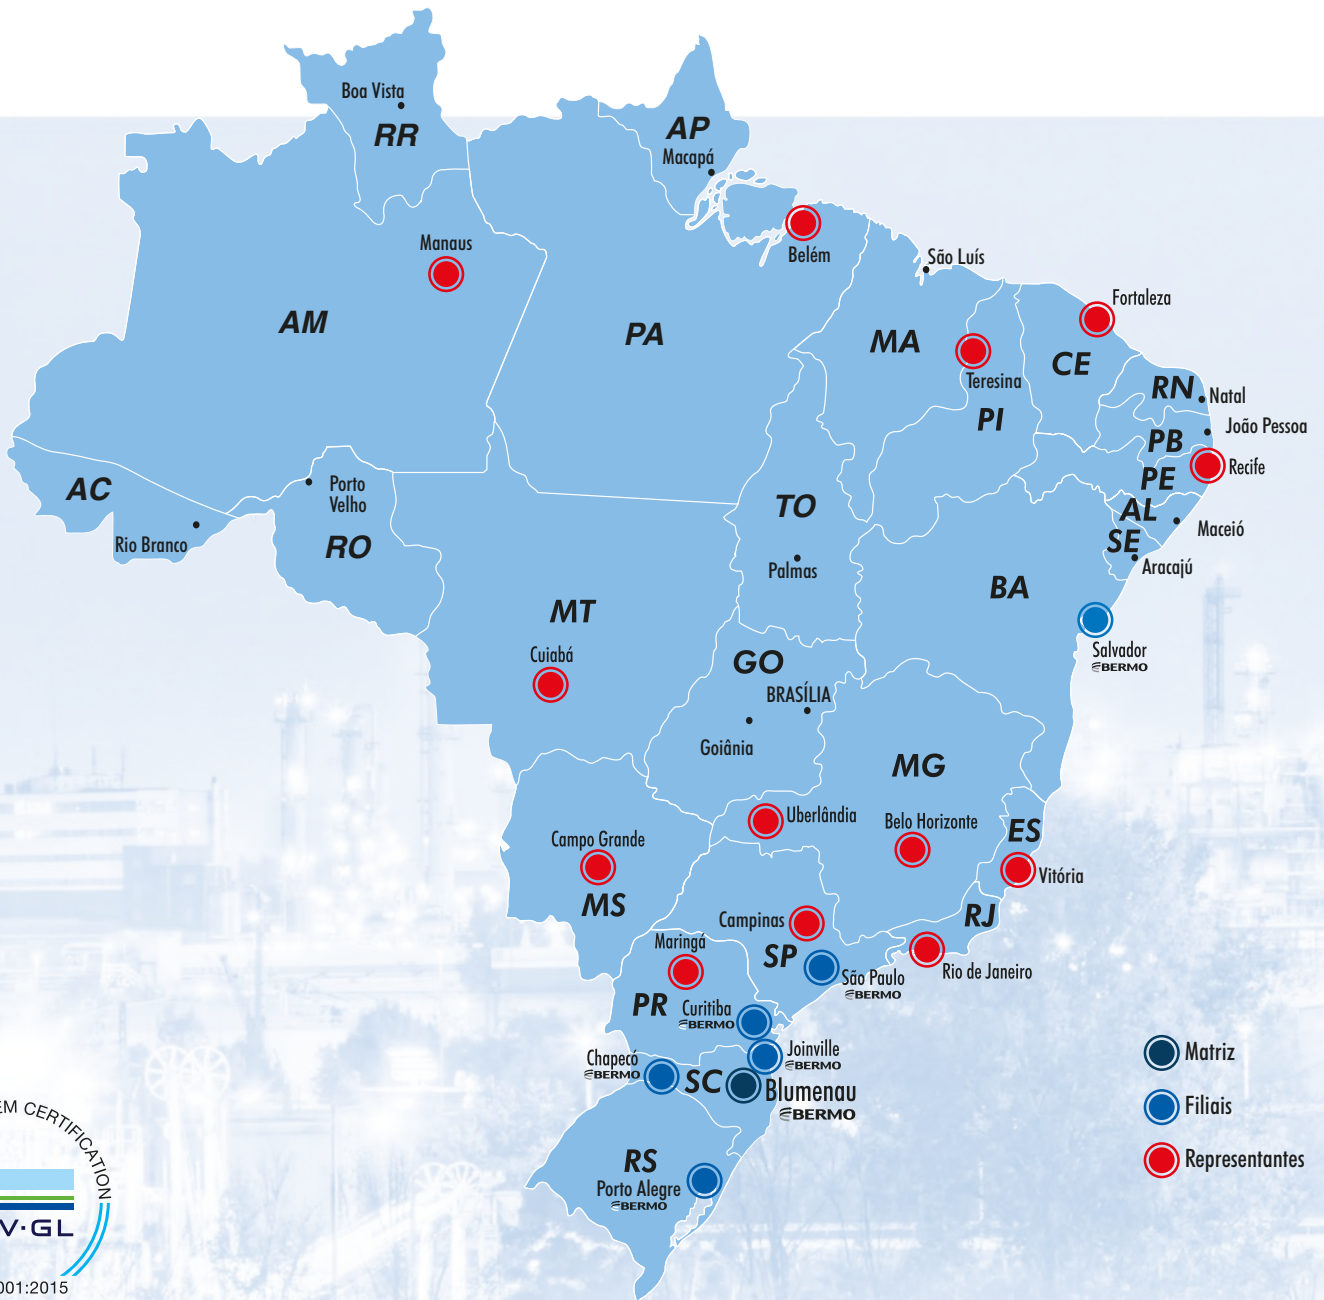 Boa Vista
RR
AP
Macapá
Manaus
Belém
São Luís
Fortaleza
AM
PA
MA
Teresina
CE
PI
RN
Natal
João Pessoa
PB
Recife
PE
AC
Porto
Velho
Rio Branco
RO
TO
Palmas
AL
Maceió
SE
Aracajú
BA
MT
Cuiabá
GO
BRASÍLIA
Goiânia
Salvador
BERMO
MG
Uberlândia
Belo Horizonte
ES
Vitória
Campo Grande
MS
RJ
Campinas
SP
Rio de Janeiro
São Paulo
BERMO
Maringá
PR
Curitiba
BERMO
Joinville
BERMO
Chapecó
BERMO
SC
Blumenau
BERMO
RS
Porto Alegre
BERMO
Matriz
Filiais
Representantes
EM CERTIFICATION
V·GL
001:2015